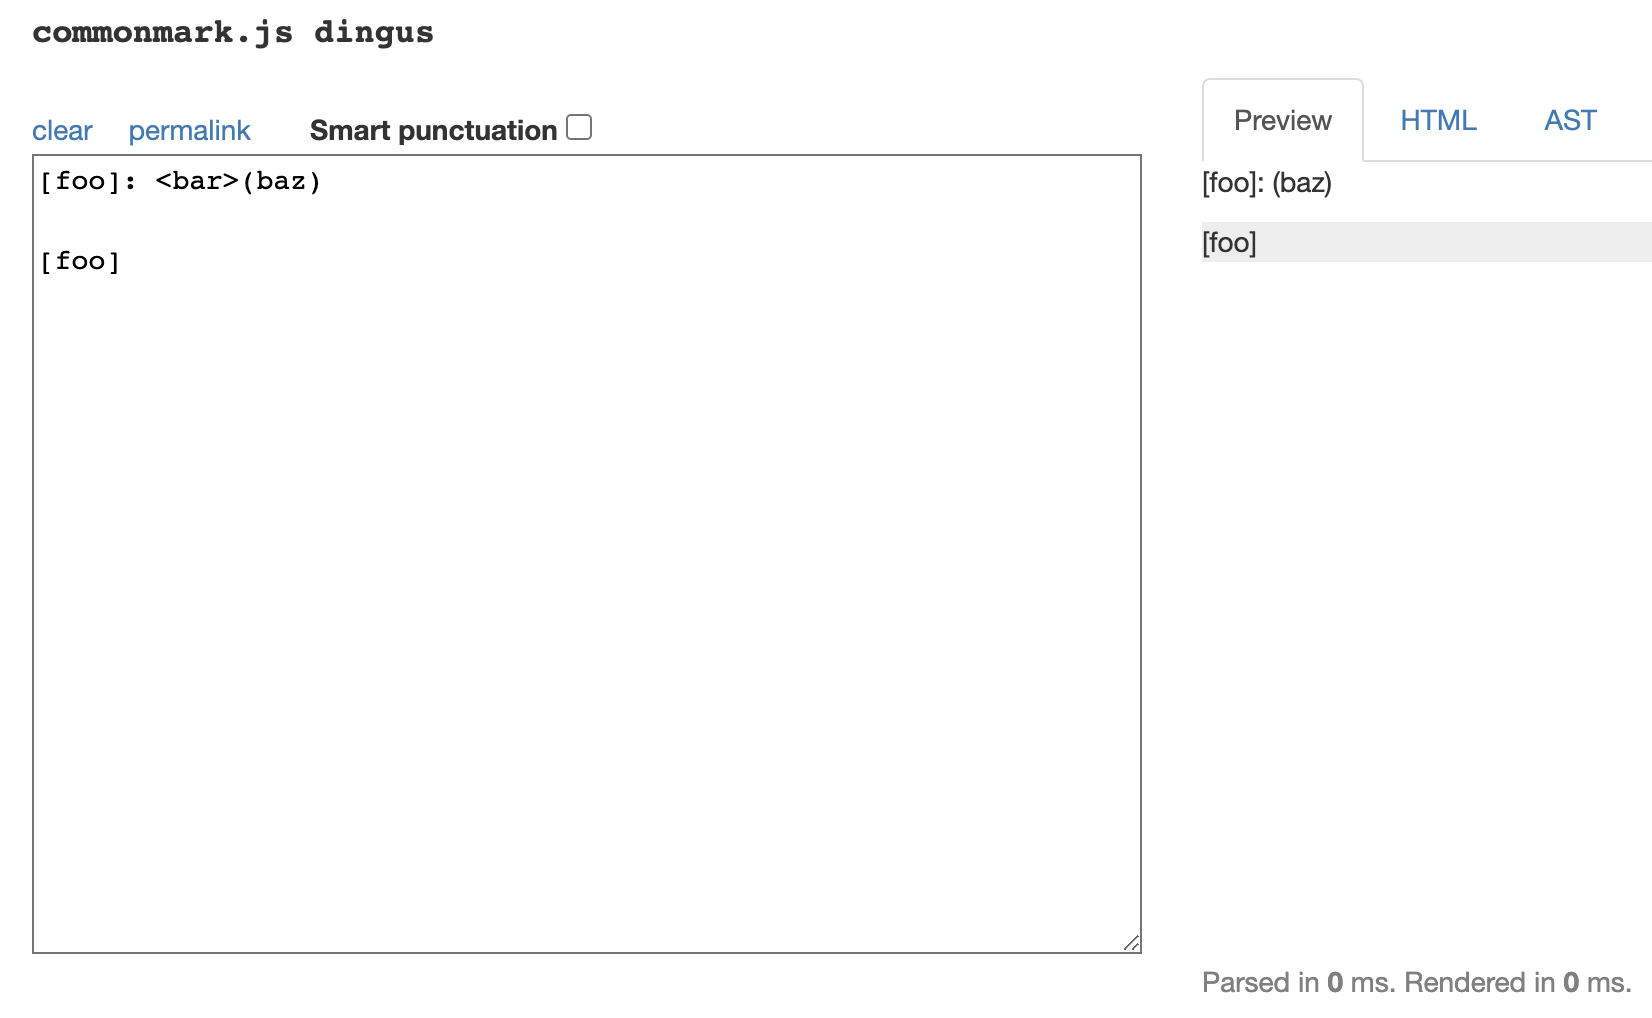 commonmark.js dingus
clear permalink Smart punctuation
Preview HTML AST
[foo]: <bar>(baz)
[foo]
[foo]: (baz)
[foo]
Parsed in 0 ms. Rendered in 0 ms.